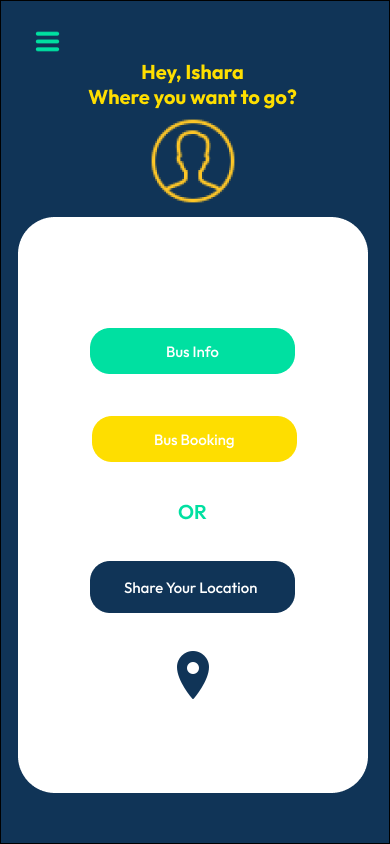 Hey, Ishara
Where you want to go?
Bus Info
Bus Booking
OR
Share Your Location